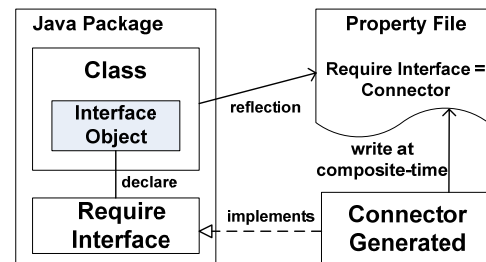 Java Package
Class
Interface
Object
declare
Require
Interface
reflection
implements
Property File
Require Interface =
Connector
write at
composite-time
Connector
Generated